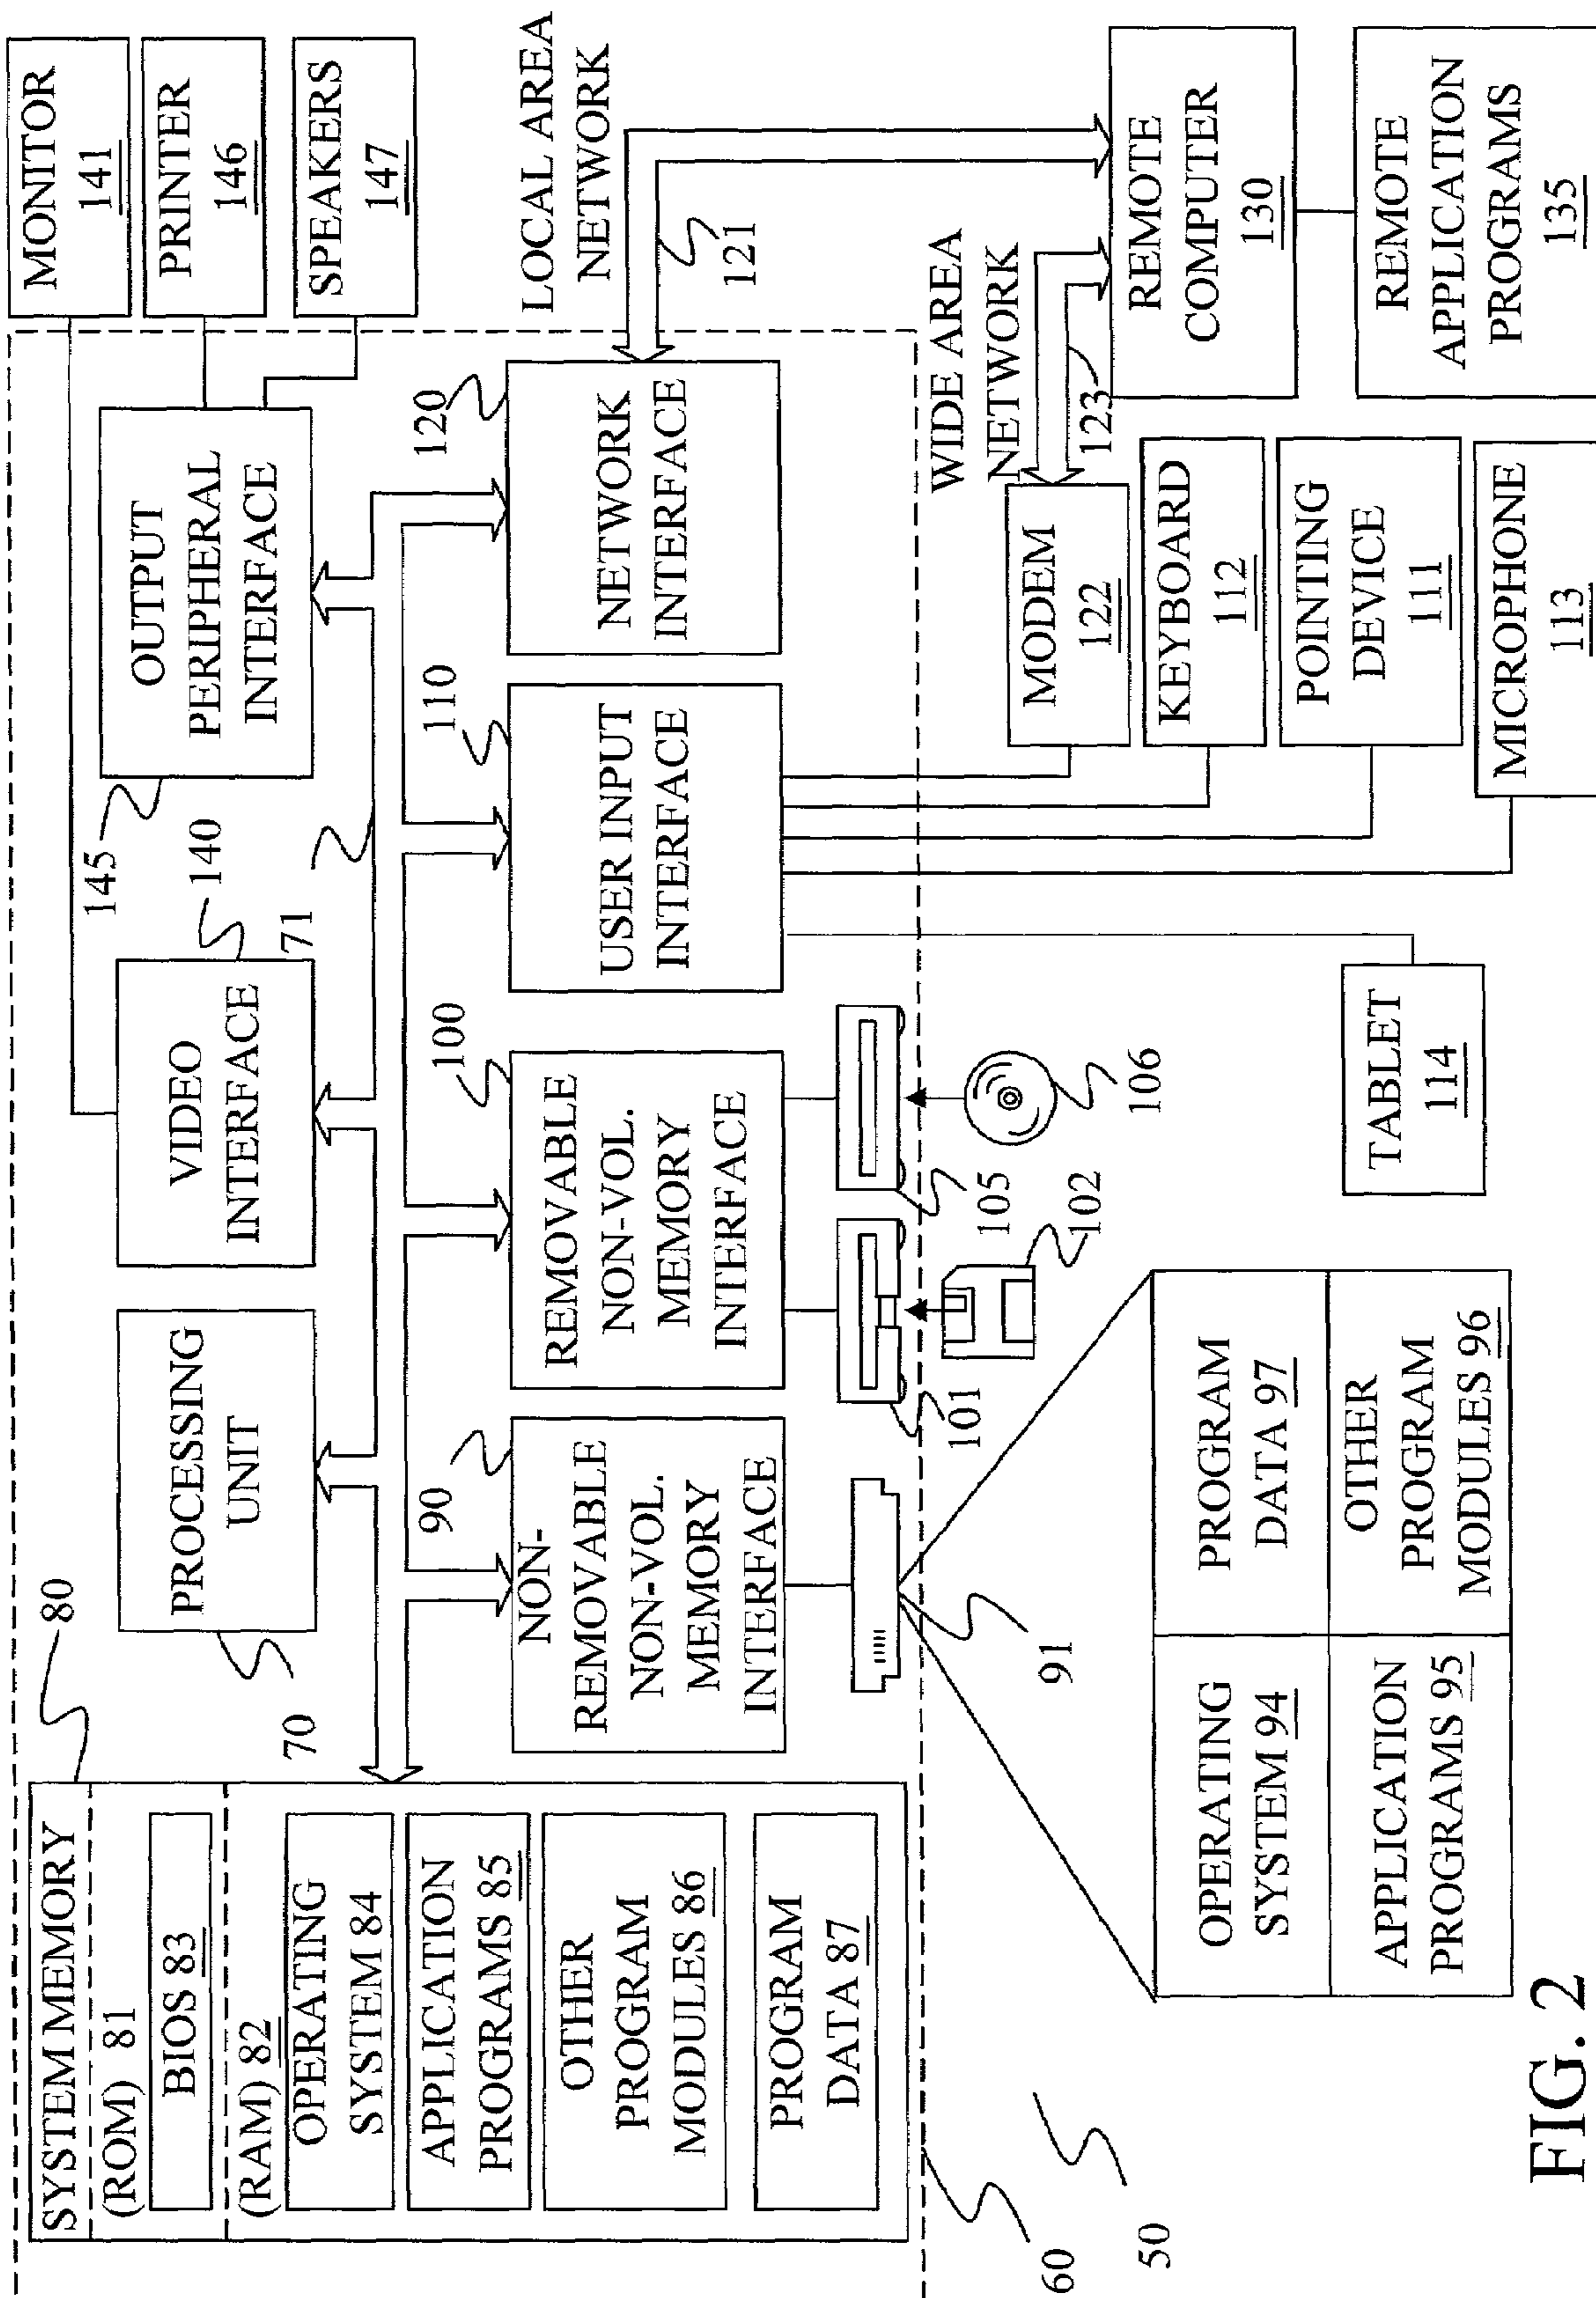 SYSTEM MEMORY
(ROM) 81
BIOS 83
(RAM) 82
OPERATING
SYSTEM 84
APPLICATION
PROGRAMS 85
OTHER
PROGRAM
MODULES 86
PROGRAM
DATA 87
80
70
PROCESSING
UNIT
VIDEO
INTERFACE
140
71
145
OUTPUT
PERIPHERAL
INTERFACE
MONITOR
141
PRINTER
146
SPEAKERS
147
90
NON-
REMOVABLE
NON-VOL.
MEMORY
INTERFACE
100
REMOVABLE
NON-VOL.
MEMORY
INTERFACE
110
USER INPUT
INTERFACE
120
NETWORK
INTERFACE
LOCAL AREA
NETWORK
121
60
50
91
101
102
105
106
WIDE AREA
NETWORK
123
MODEM
122
KEYBOARD
112
POINTING
DEVICE
111
MICROPHONE
113
TABLET
114
REMOTE
COMPUTER
130
REMOTE
APPLICATION
PROGRAMS
135
OPERATING
SYSTEM 94
PROGRAM
DATA 97
APPLICATION
PROGRAMS 95
OTHER
PROGRAM
MODULES 96
FIG. 2